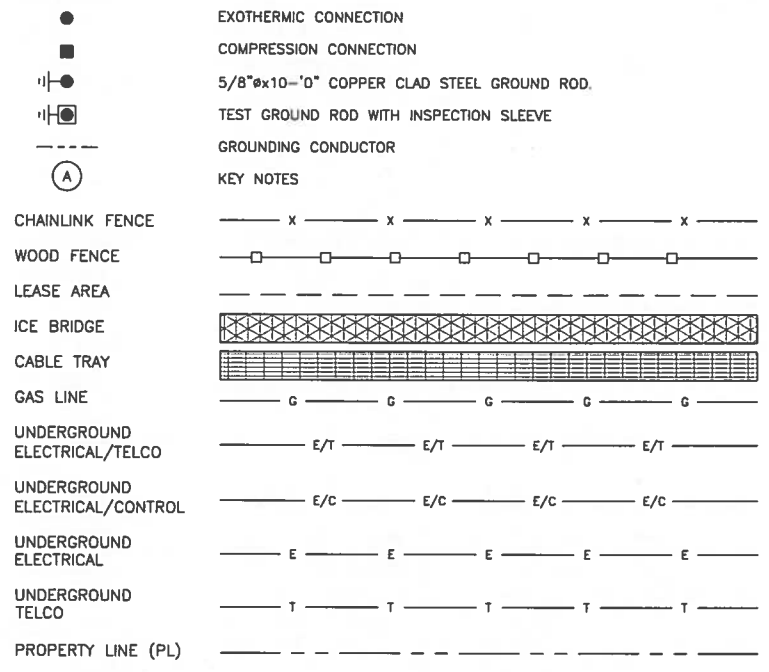 EXOTHERMIC CONNECTION
COMPRESSION CONNECTION
5/8"øx10-'0" COPPER CLAD STEEL GROUND ROD.
TEST GROUND ROD WITH INSPECTION SLEEVE
GROUNDING CONDUCTOR
A KEY NOTES
CHAINLINK FENCE X X X X X
WOOD FENCE
LEASE AREA
ICE BRIDGE
CABLE TRAY
GAS LINE G G G G G
UNDERGROUND
ELECTRICAL/TELCO E/T E/T E/T E/T
UNDERGROUND
ELECTRICAL/CONTROL E/C E/C E/C E/C
UNDERGROUND
ELECTRICAL E E E E E
UNDERGROUND
TELCO T T T T T
PROPERTY LINE (PL)